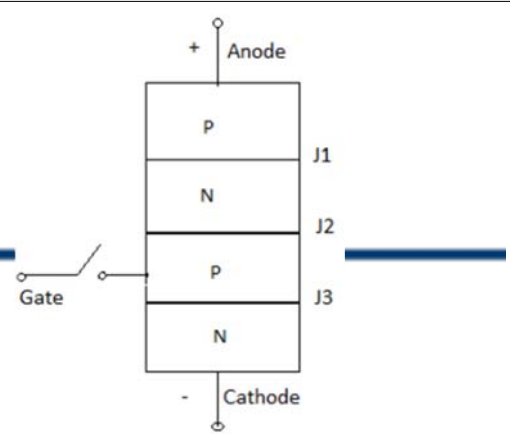 + Anode
P
J1
N
J2
P
Gate
J3
N
- Cathode